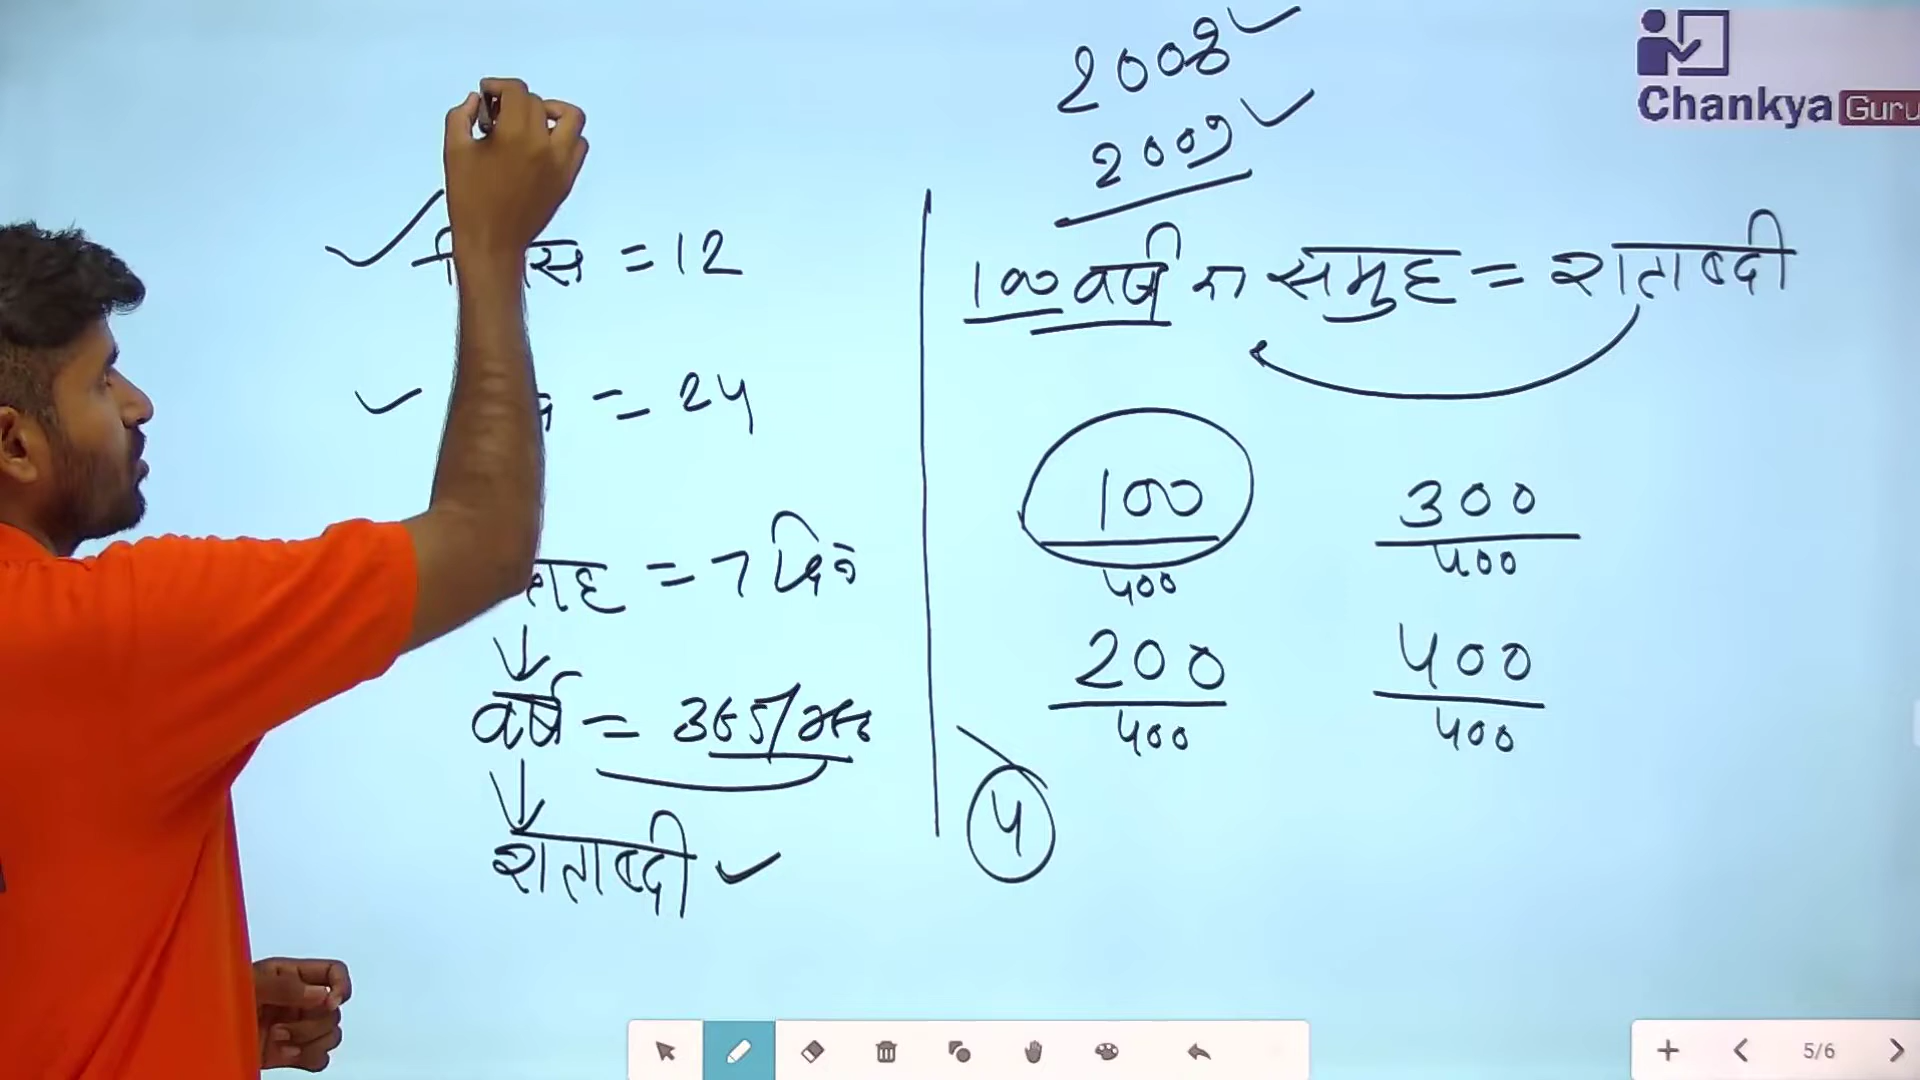 2008
2009
Chankya Guru
= 12
100 वर्ष का समुह = शताब्दी
= 24
100
400
300
400
= 7 दिन
वर्ष = 365/366
200
400
400
400
4
शताब्दी
5/6